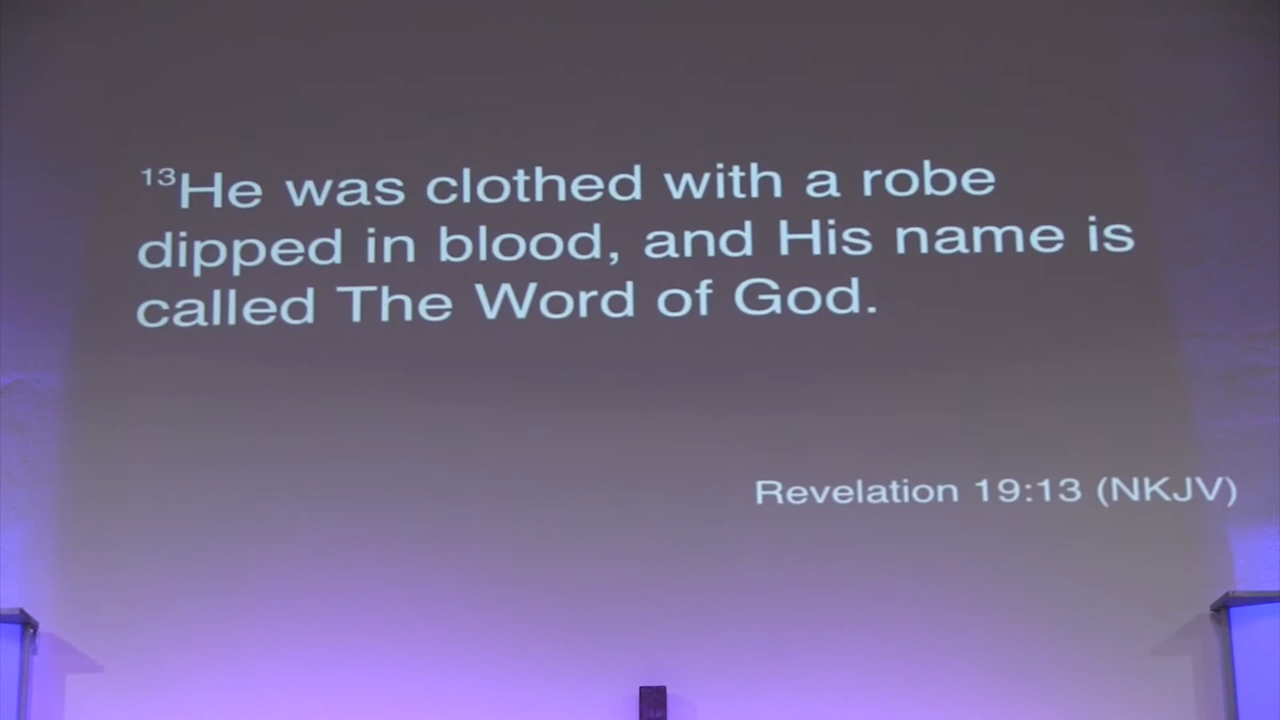 13He was clothed with a robe
dipped in blood, and His name is
called The Word of God.
Revelation 19:13 (NKJV)